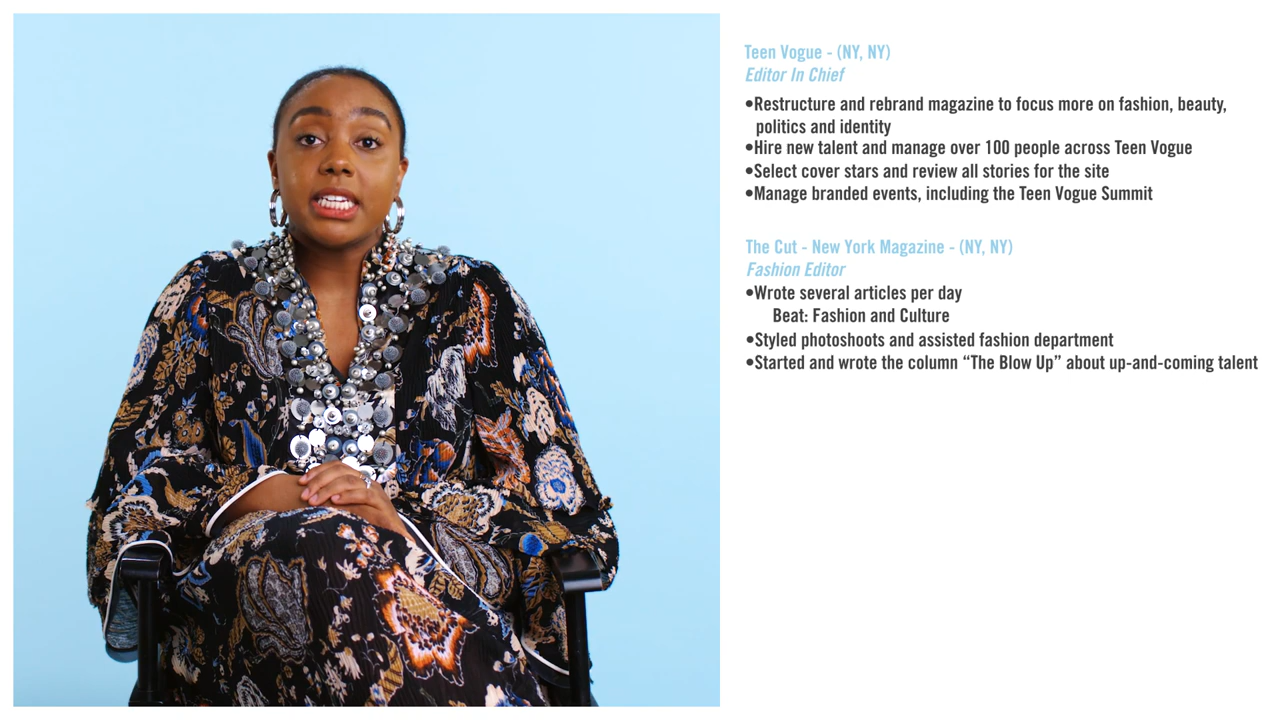 Teen Vogue - (NY, NY)
Editor In Chief
•Restructure and rebrand magazine to focus more on fashion, beauty,
politics and identity
•Hire new talent and manage over 100 people across Teen Vogue
•Select cover stars and review all stories for the site
•Manage branded events, including the Teen Vogue Summit
The Cut - New York Magazine - (NY, NY)
Fashion Editor
•Wrote several articles per day
Beat: Fashion and Culture
•Styled photoshoots and assisted fashion department
•Started and wrote the column “The Blow Up” about up-and-coming talent